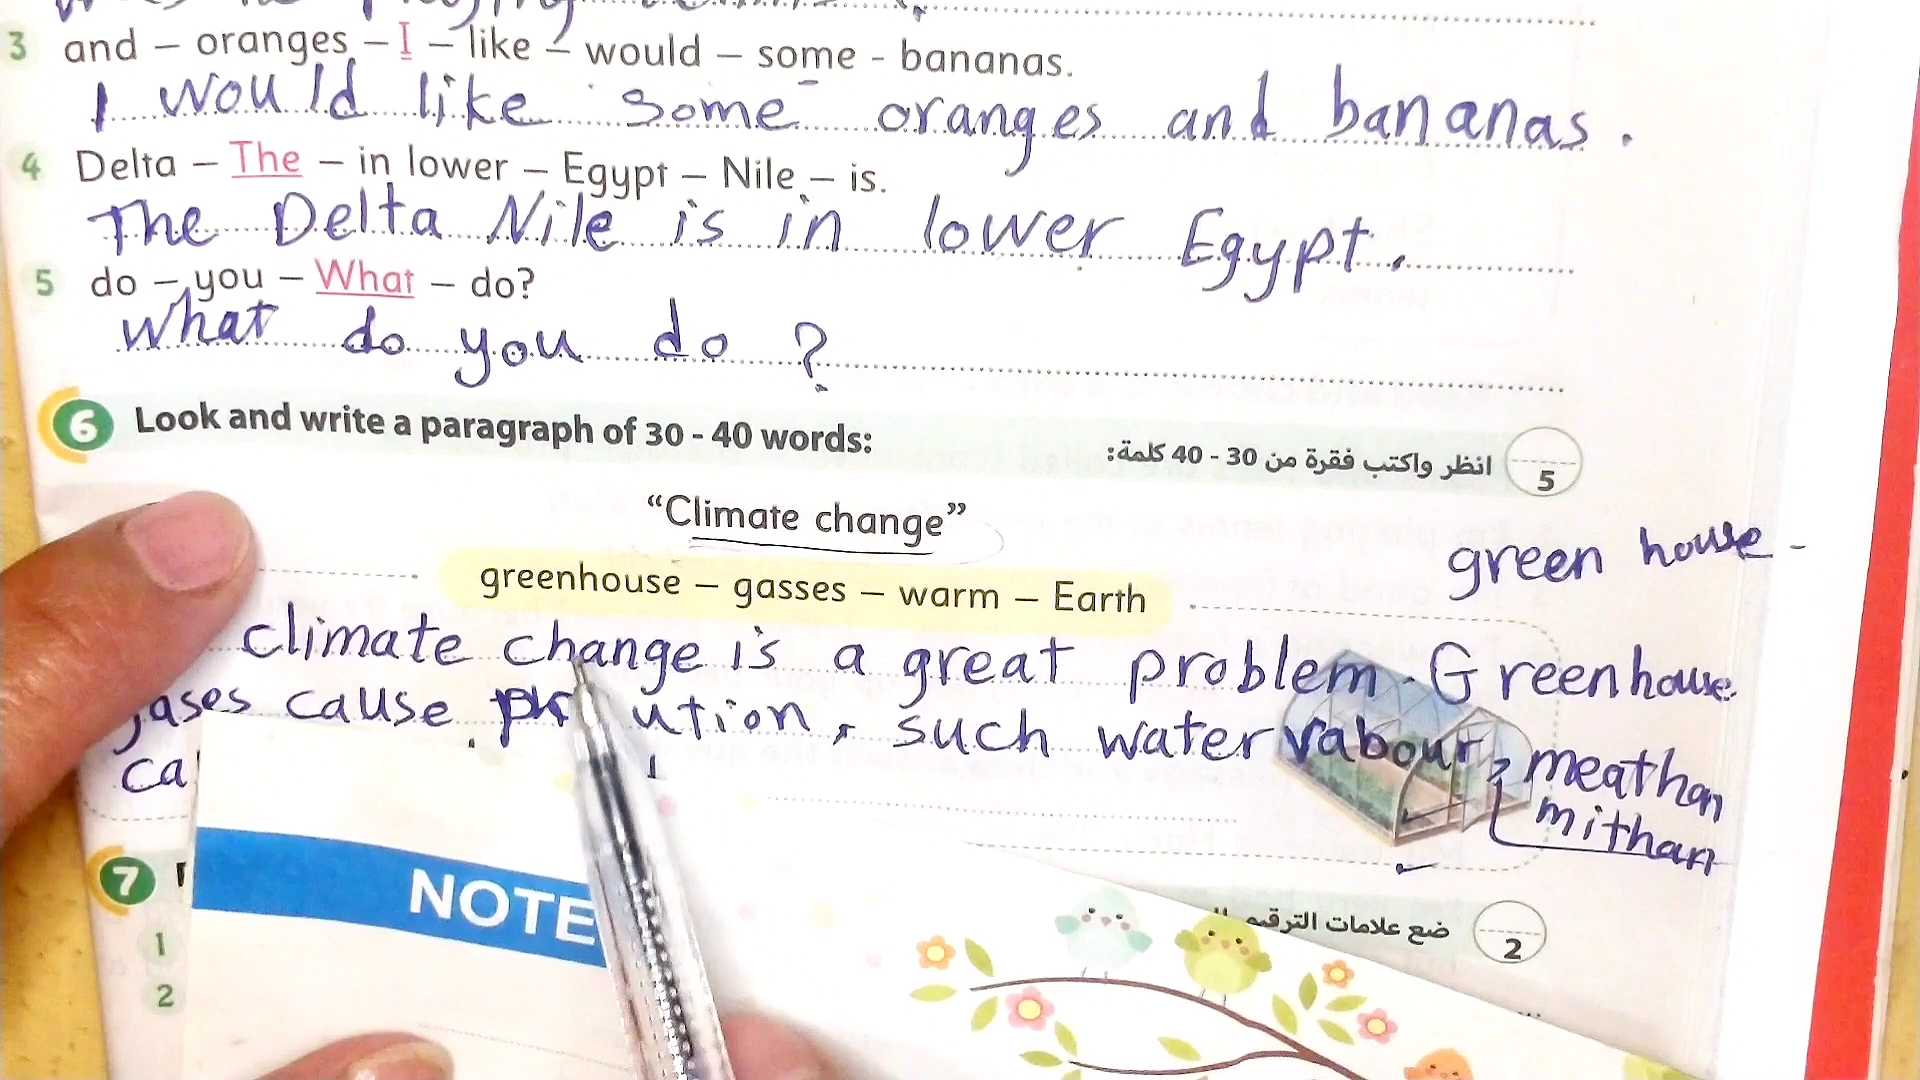 3 and – oranges – I – like – would – some - bananas.
I would like some oranges and bananas.
4 Delta – The – in lower – Egypt – Nile – is.
The Delta Nile is in lower Egypt.
5 do – you – What – do?
What do you do?
6 Look and write a paragraph of 30 - 40 words:
انظر واكتب فقرة من 30 - 40 كلمة:
5
“Climate change”
green house
greenhouse – gasses – warm – Earth
climate change is a great problem. Greenhouse
gases cause ution, such water vabour, meathan
mithan
ca
7
NOTE
ضع علامات الترقيم
2
1
2